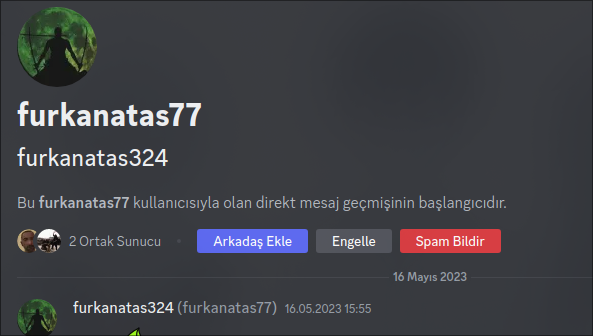 furkanatas77
furkanatas324
Bu furkanatas77 kullanıcısıyla olan direkt mesaj geçmişinin başlangıcıdır.
2 Ortak Sunucu Arkadaş Ekle Engelle Spam Bildir
16 Mayıs 2023
furkanatas324 (furkanatas77) 16.05.2023 15:55